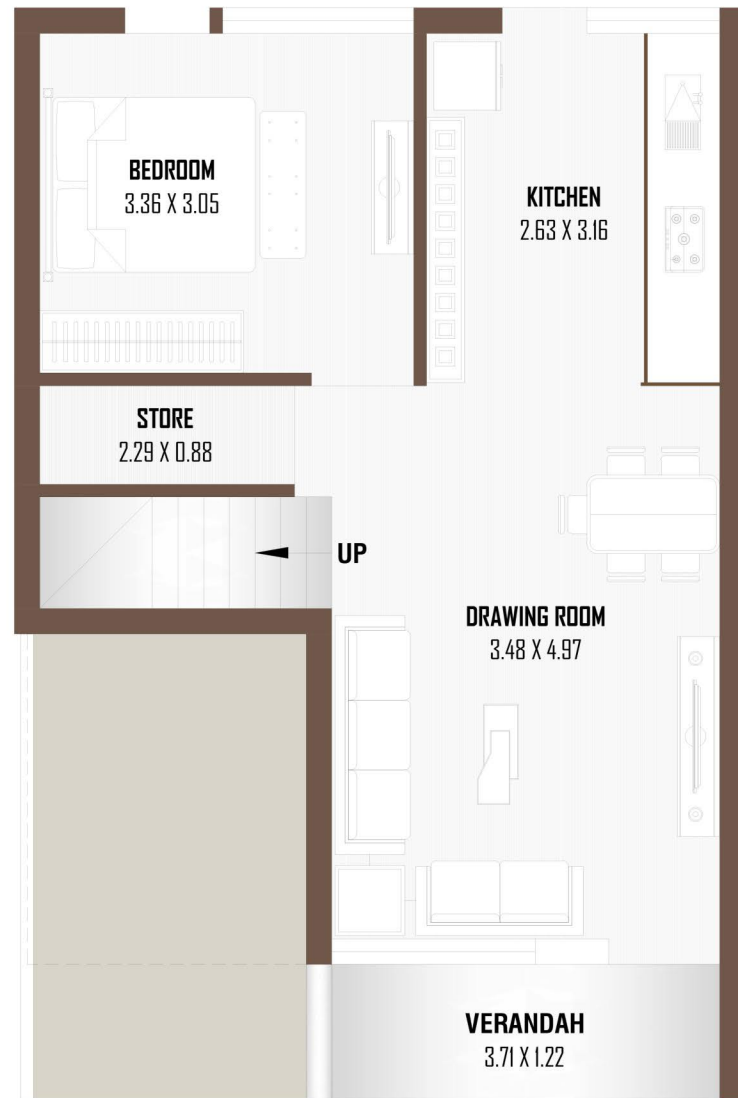 BEDROOM
3.36 X 3.05
KITCHEN
2.63 X 3.16
STORE
2.29 X 0.88
UP
DRAWING ROOM
3.48 X 4.97
VERANDAH
3.71 X 1.22